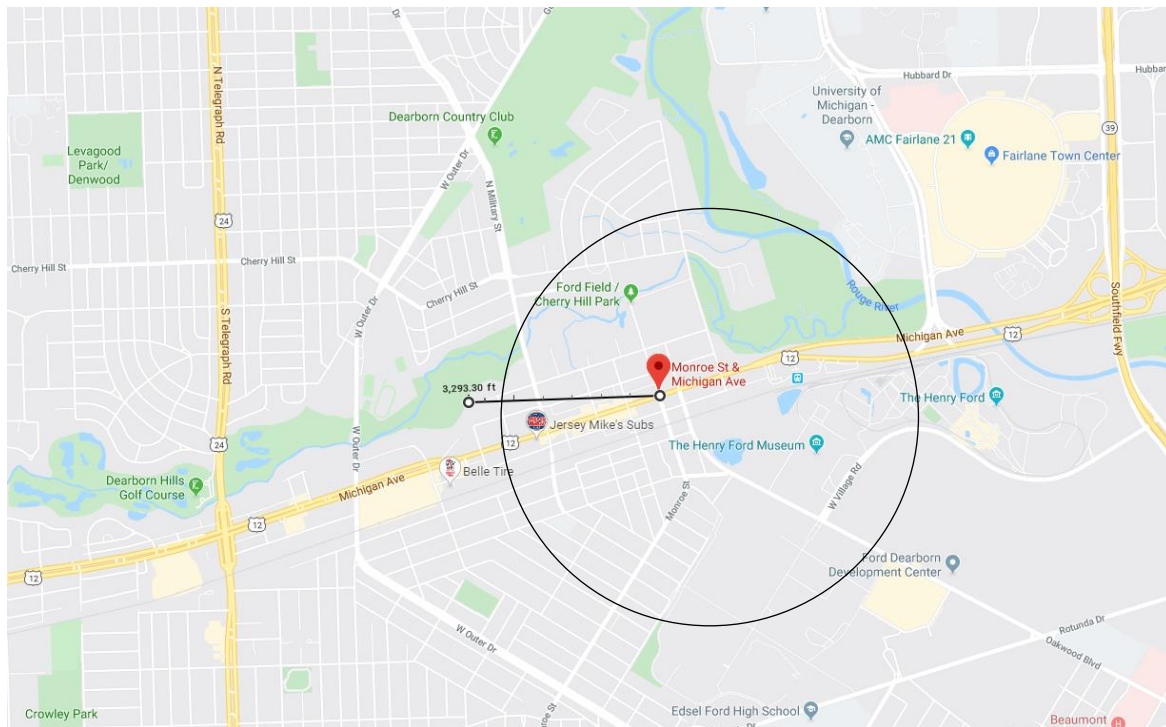 N Telegraph Rd
Dr
Go
Hubbard Dr
University of
Michigan -
Dearborn
AMC Fairlane 21
Fairlane Town Center
39
Dearborn Country Club
Levagood
Park/
Denwood
W Outer Dr
N Military St
24
Cherry Hill St
Cherry Hill St
Cherry Hill St
Ford Field /
Cherry Hill Park
Rouge River
W Outer Dr
S Telegraph Rd
Southfield Fwy
Michigan Ave
12
12
Monroe St &
Michigan Ave
3,293.30 ft
The Henry Ford
Jersey Mike's Subs
12
The Henry Ford Museum
24
W Outer Dr
Belle Tire
W Village Rd
Dearborn Hills
Golf Course
Michigan Ave
Monroe St
12
12
Ford Dearborn
Development Center
Rotunda Dr
Oakwood Blvd
W Outer Dr
Edsel Ford High School
Crowley Park
Beaumont
H